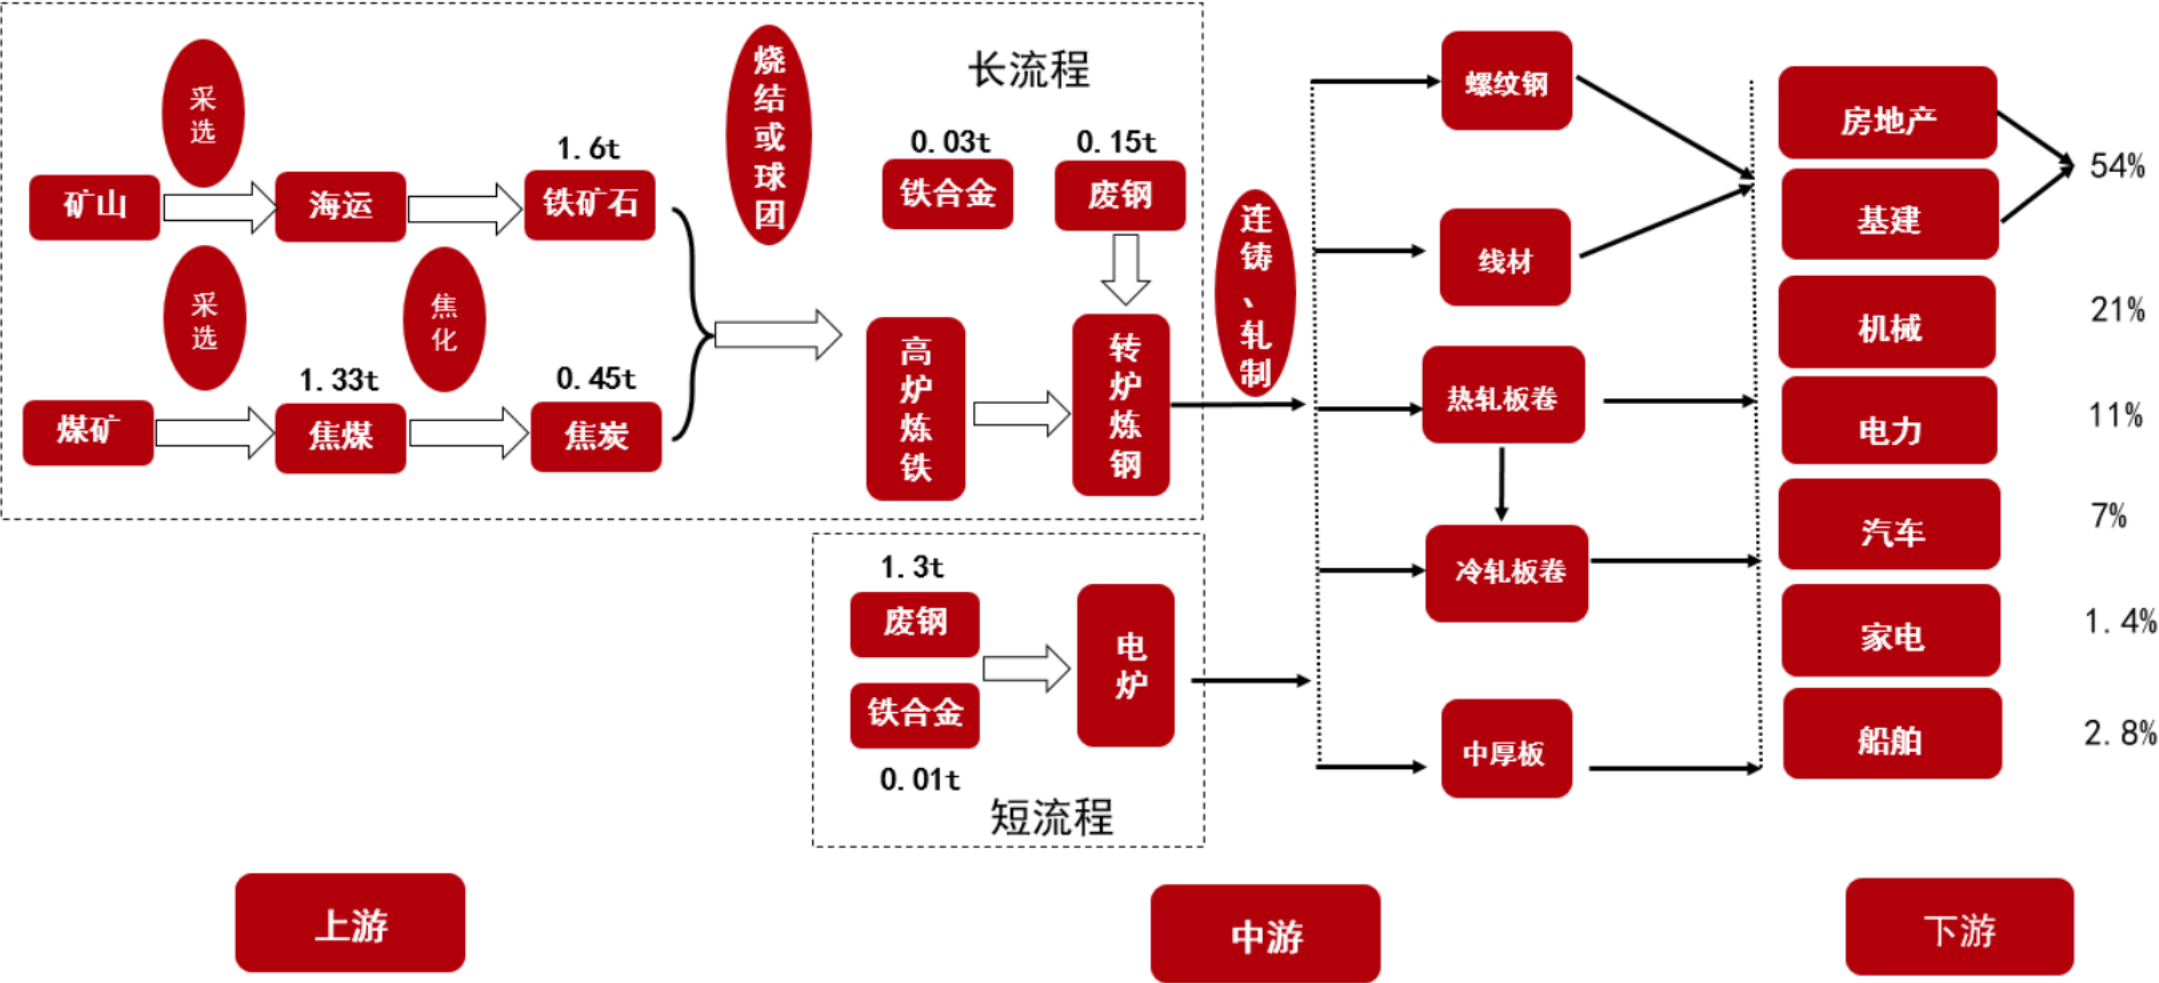 长流程
采选
烧结或球团
1.6t
0.03t
0.15t
矿山
海运
铁矿石
铁合金
废钢
采选
焦化
1.33t
0.45t
煤矿
焦煤
焦炭
高炉炼铁
转炉炼钢
连铸、轧制
1.3t
废钢
铁合金
0.01t
电炉
短流程
螺纹钢
线材
热轧板卷
冷轧板卷
中厚板
房地产
基建
54%
机械
21%
电力
11%
汽车
7%
家电
1.4%
船舶
2.8%
上游
中游
下游